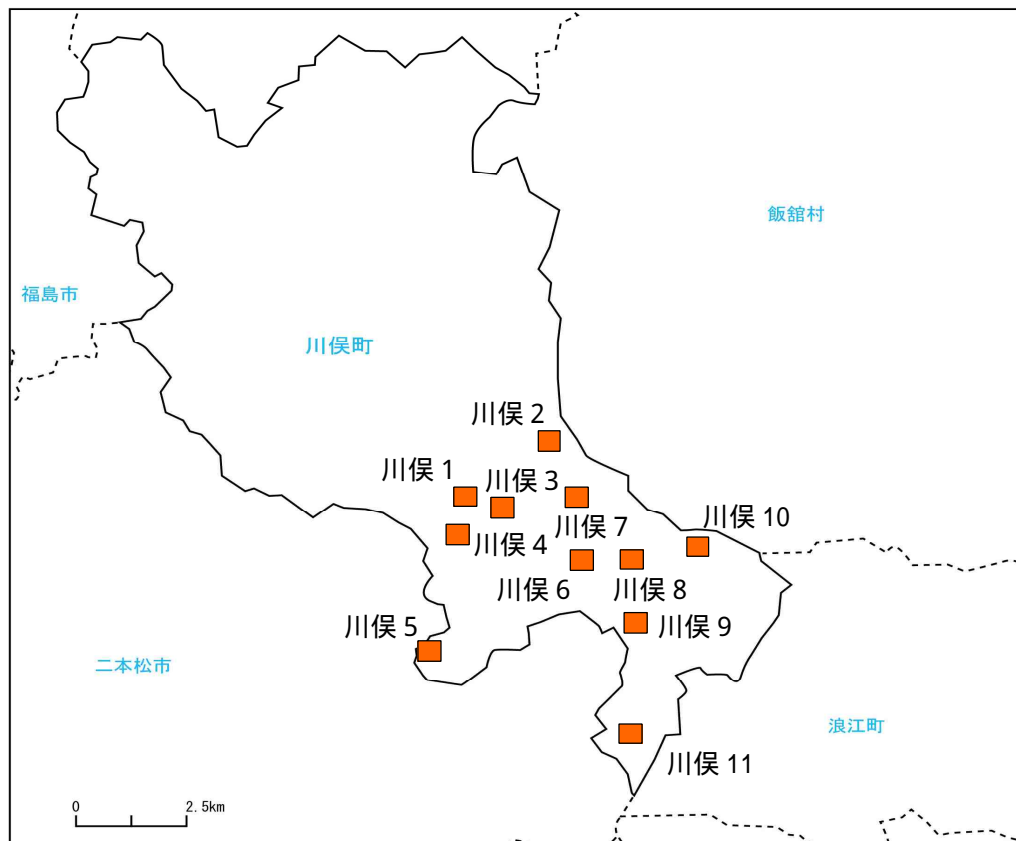 飯舘村
福島市
川俣町
川俣 2
川俣 1
川俣 3
川俣 10
川俣 7
川俣 4
川俣 6
川俣 8
川俣 5
川俣 9
二本松市
浪江町
川俣 11
0
2.5km